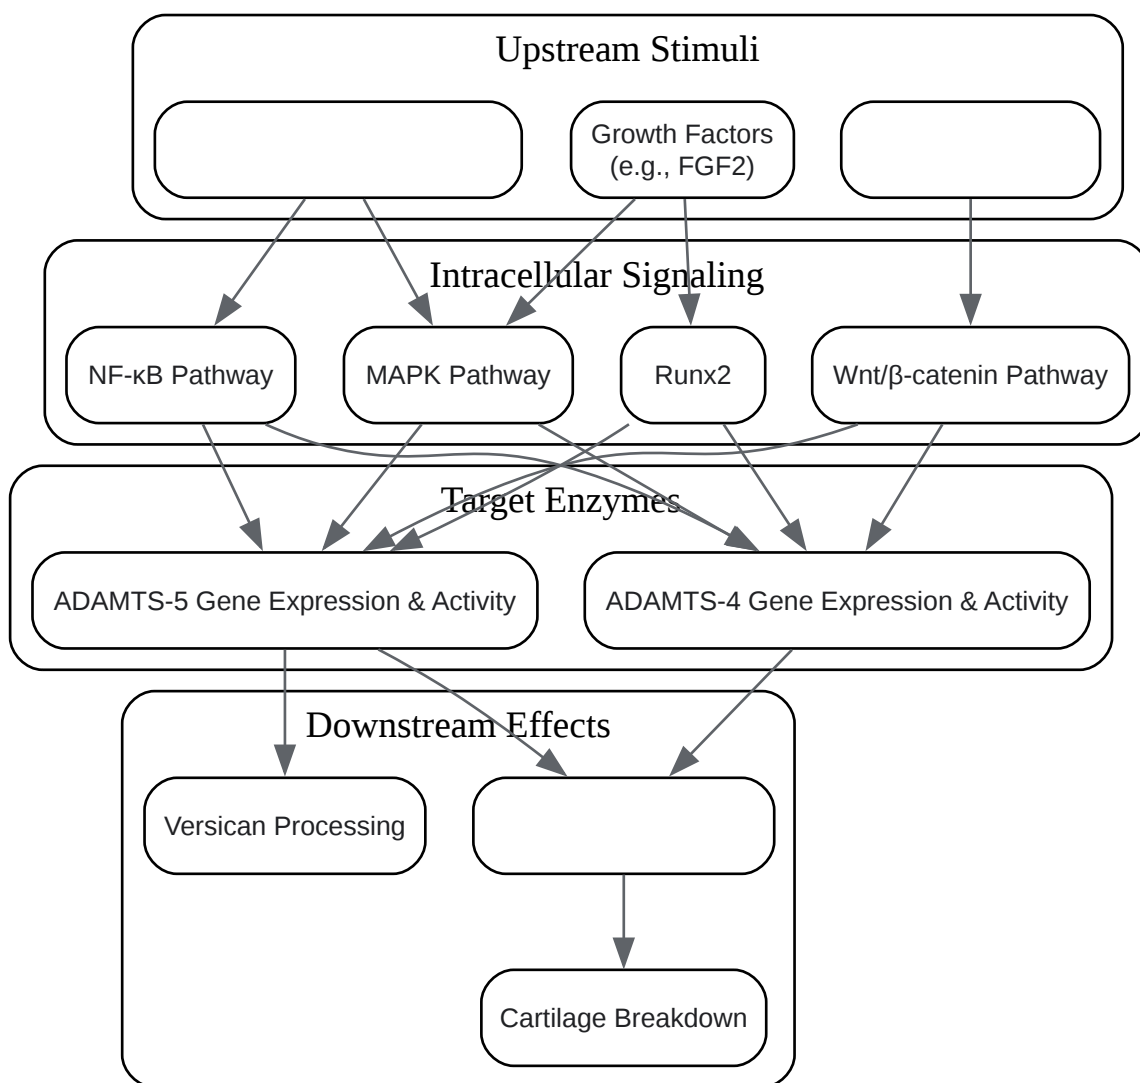 Upstream Stimuli
Growth Factors
(e.g., FGF2)
Intracellular Signaling
NF-κB Pathway
MAPK Pathway
Runx2
Wnt/β-catenin Pathway
Target Enzymes
ADAMTS-5 Gene Expression & Activity
ADAMTS-4 Gene Expression & Activity
Downstream Effects
Versican Processing
Cartilage Breakdown